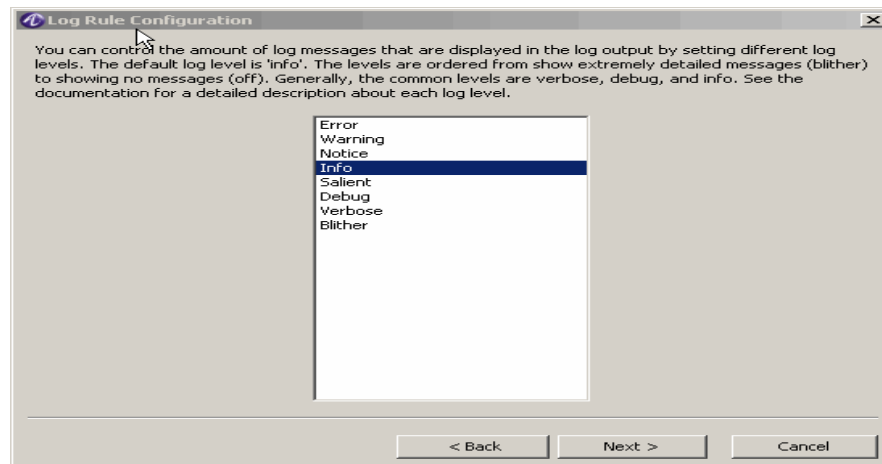 Log Rule Configuration
You can control the amount of log messages that are displayed in the log output by setting different log
levels. The default log level is 'info'. The levels are ordered from show extremely detailed messages (blither)
to showing no messages (off). Generally, the common levels are verbose, debug, and info. See the
documentation for a detailed description about each log level.
Error
Warning
Notice
Info
Salient
Debug
Verbose
Blither
< Back
Next >
Cancel